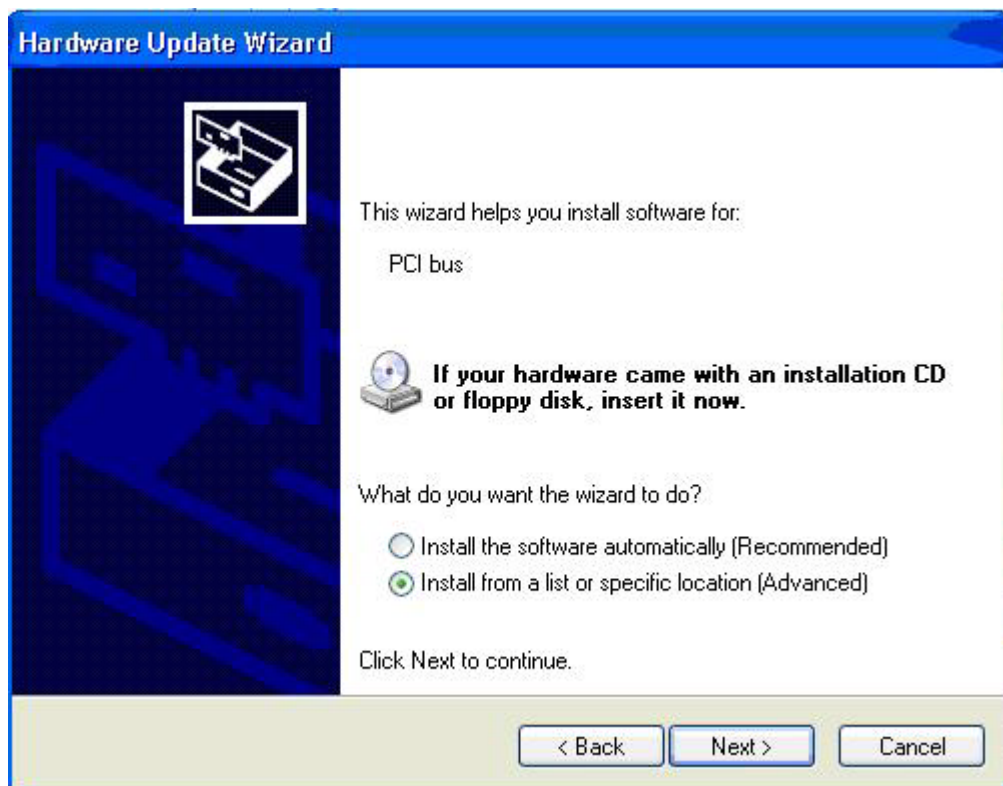 Hardware Update Wizard
This wizard helps you install software for:
PCI bus
If your hardware came with an installation CD
or floppy disk, insert it now.
What do you want the wizard to do?
Install the software automatically (Recommended)
Install from a list or specific location (Advanced)
Click Next to continue.
< Back
Next >
Cancel